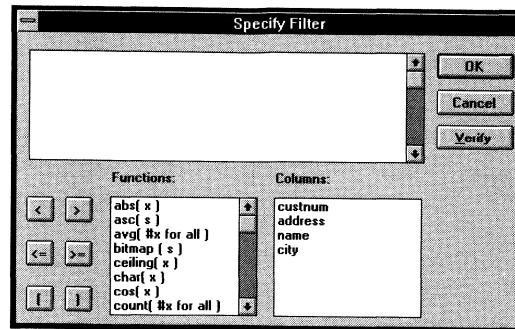 Specify Filter
OK
Cancel
Verify
Functions:
Columns:
abs( x )
asc( s )
avg( #x for all )
bitmap ( s )
ceiling( x )
char( x )
cos( x )
count( #x for all )
custnum
address
name
city
< >
<= >=
( )